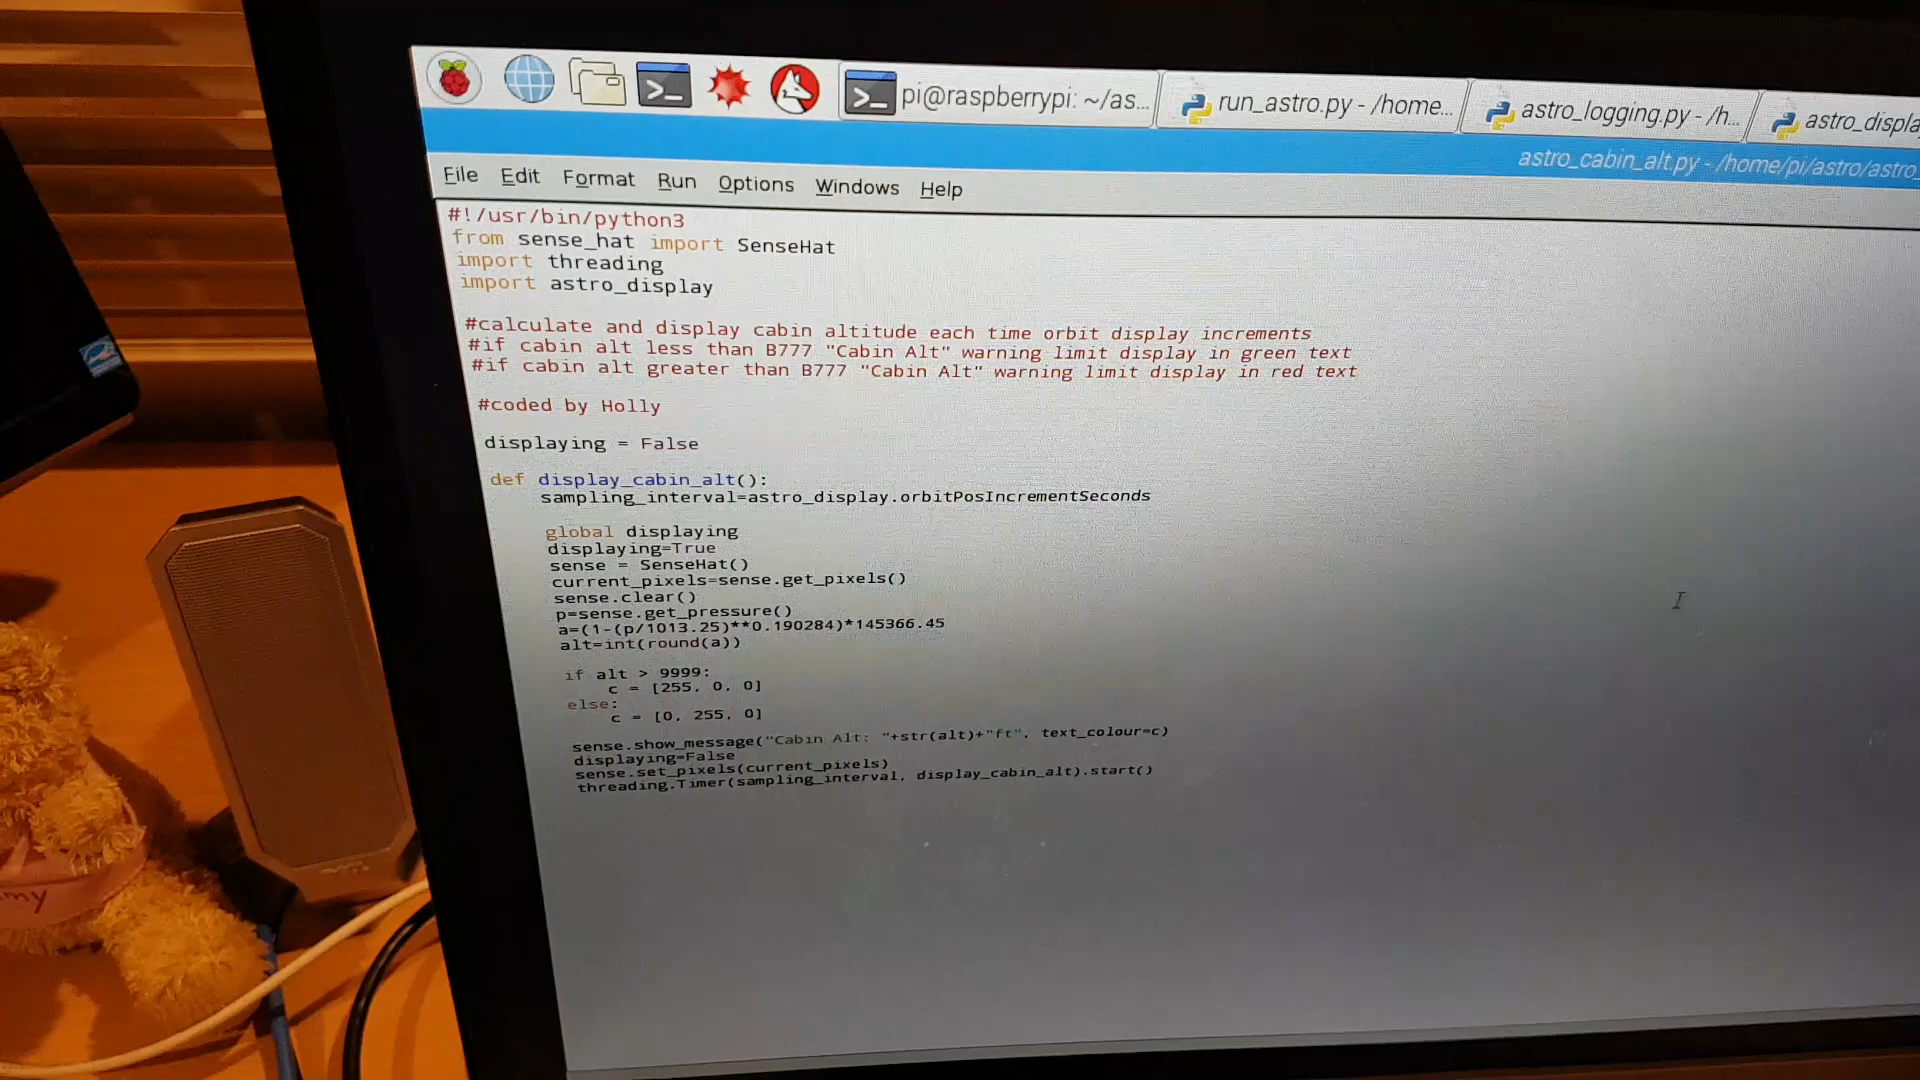 pi@raspberrypi: ~/as...
run_astro.py - /home...
astro_logging.py - /h...
astro_displa
astro_cabin_alt.py - /home/pi/astro/astro_
File Edit Format Run Options Windows Help
#!/usr/bin/python3
from sense_hat import SenseHat
import threading
import astro_display
#calculate and display cabin altitude each time orbit display increments
#if cabin alt less than B777 "Cabin Alt" warning limit display in green text
#if cabin alt greater than B777 "Cabin Alt" warning limit display in red text
#coded by Holly
displaying = False
def display_cabin_alt():
sampling_interval=astro_display.orbitPosIncrementSeconds
global displaying
displaying=True
sense = SenseHat()
current_pixels=sense.get_pixels()
sense.clear()
p=sense.get_pressure()
a=(1-(p/1013.25)**0.190284)*145366.45
alt=int(round(a))
if alt > 9999:
c = [255, 0, 0]
else:
c = [0, 255, 0]
sense.show_message("Cabin Alt: "+str(alt)+"ft", text_colour=c)
displaying=False
sense.set_pixels(current_pixels)
threading.Timer(sampling_interval, display_cabin_alt).start()
my